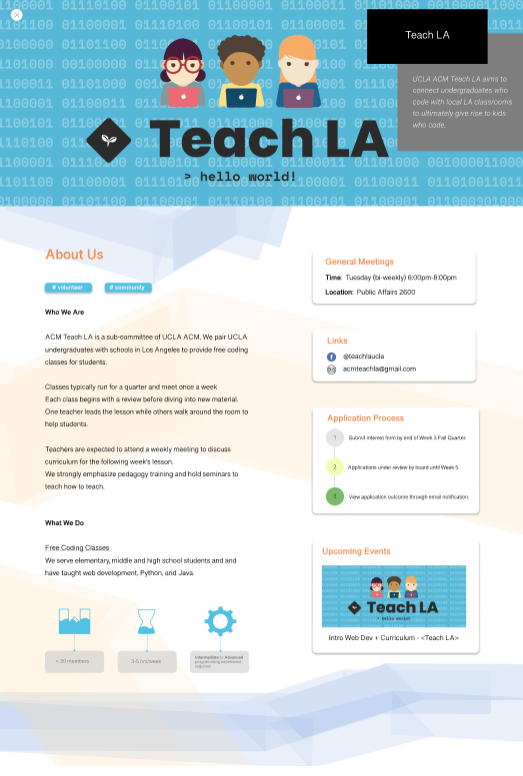 Teach LA
UCLA ACM Teach LA aims to
connect undergraduates who
code with local LA classrooms
to ultimately give rise to kids
who code.
Teach LA
> hello world!
About Us
# volunteer
# community
Who We Are
ACM Teach LA is a sub-committee of UCLA ACM. We pair UCLA
undergraduates with schools in Los Angeles to provide free coding
classes for students.
Classes typically run for a quarter and meet once a week
Each class begins with a review before diving into new material.
One teacher leads the lesson while others walk around the room to
help students.
Teachers are expected to attend a weekly meeting to discuss
curriculum for the following week's lesson.
We strongly emphasize pedagogy training and hold seminars to
teach how to teach.
What We Do
Free Coding Classes
We serve elementary, middle and high school students and and
have taught web development, Python, and Java.
< 30 members
3-5 hrs/week
Intermediate to Advanced
programming experience
required
General Meetings
Time: Tuesday (bi-weekly) 6:00pm-8:00pm
Location: Public Affairs 2600
Links
@teachlaucla
acmteachla@gmail.com
Application Process
1 Submit interest form by end of Week 3 Fall Quarter.
2 Applications under review by board until Week 5.
3 View application outcome through email notification.
Upcoming Events
Teach LA
> hello world!
Intro Web Dev + Curriculum - <Teach LA>